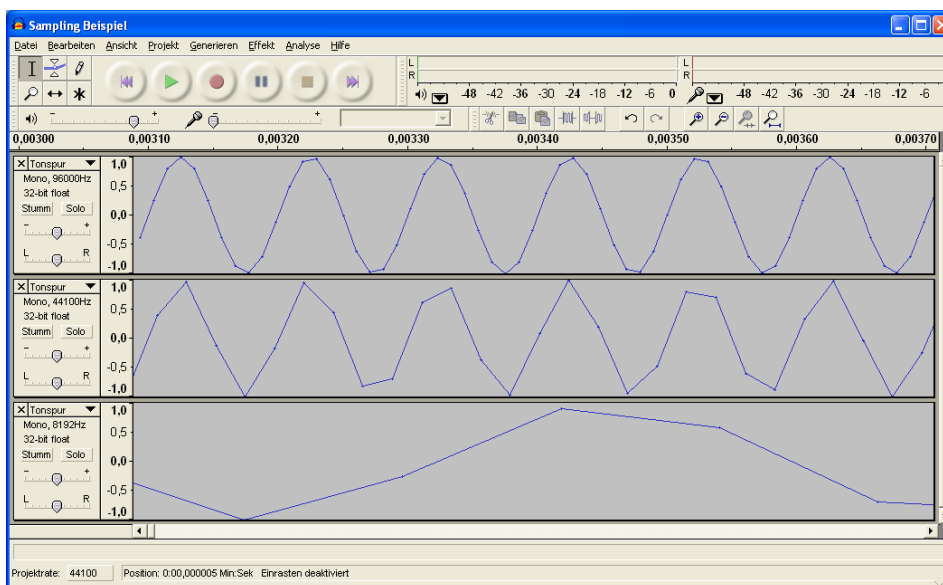 Sampling Beispiel
Datei Bearbeiten Ansicht Projekt Generieren Effekt Analyse Hilfe
L L
R R
-48 -42 -36 -30 -24 -18 -12 -6 0 -48 -42 -36 -30 -24 -18 -12 -6
- + - +
0,00300 0,00310 0,00320 0,00330 0,00340 0,00350 0,00360 0,00370
Tonspur
Mono, 96000Hz
32-bit float
Stumm Solo
- +
L R
1,0
0,5
0,0
-0,5
-1,0
Tonspur
Mono, 44100Hz
32-bit float
Stumm Solo
- +
L R
1,0
0,5
0,0
-0,5
-1,0
Tonspur
Mono, 8192Hz
32-bit float
Stumm Solo
- +
L R
1,0
0,5
0,0
-0,5
-1,0
Projektrate: 44100 Position: 0:00,000005 Min:Sek Einrasten deaktiviert